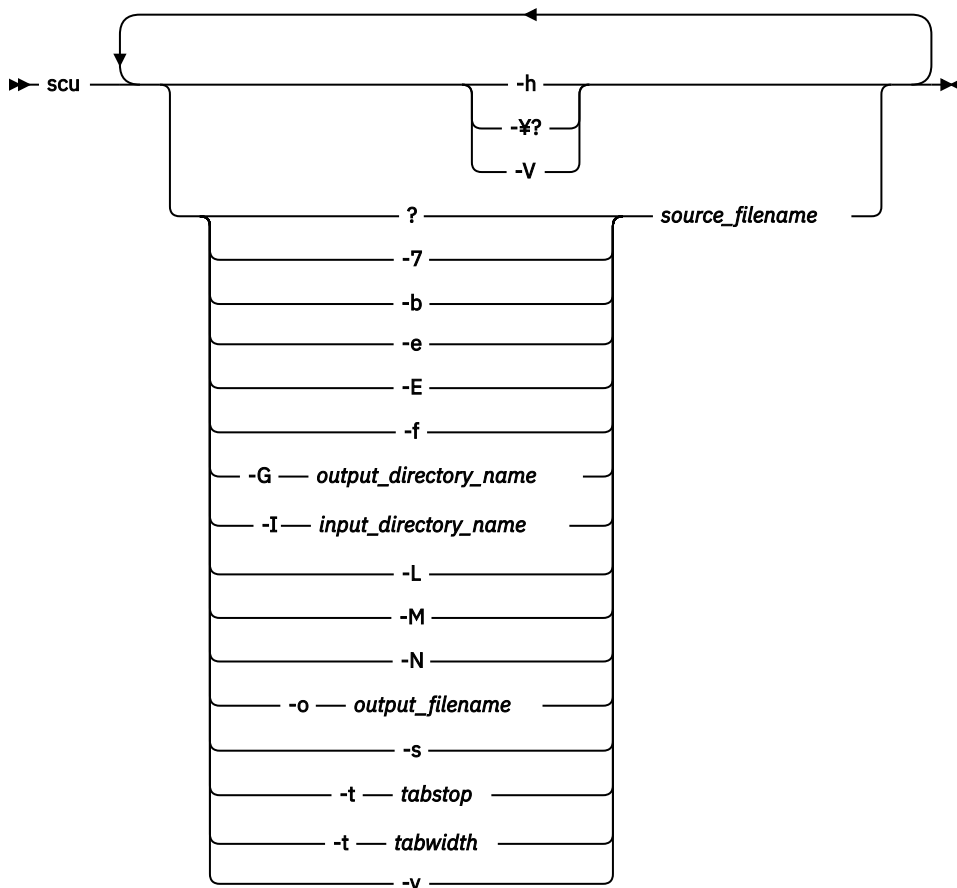 scu -h
-¥?
-V
? source_filename
-7
-b
-e
-E
-f
-G output_directory_name
-I input_directory_name
-L
-M
-N
-o output_filename
-s
-t tabstop
-t tabwidth
-v